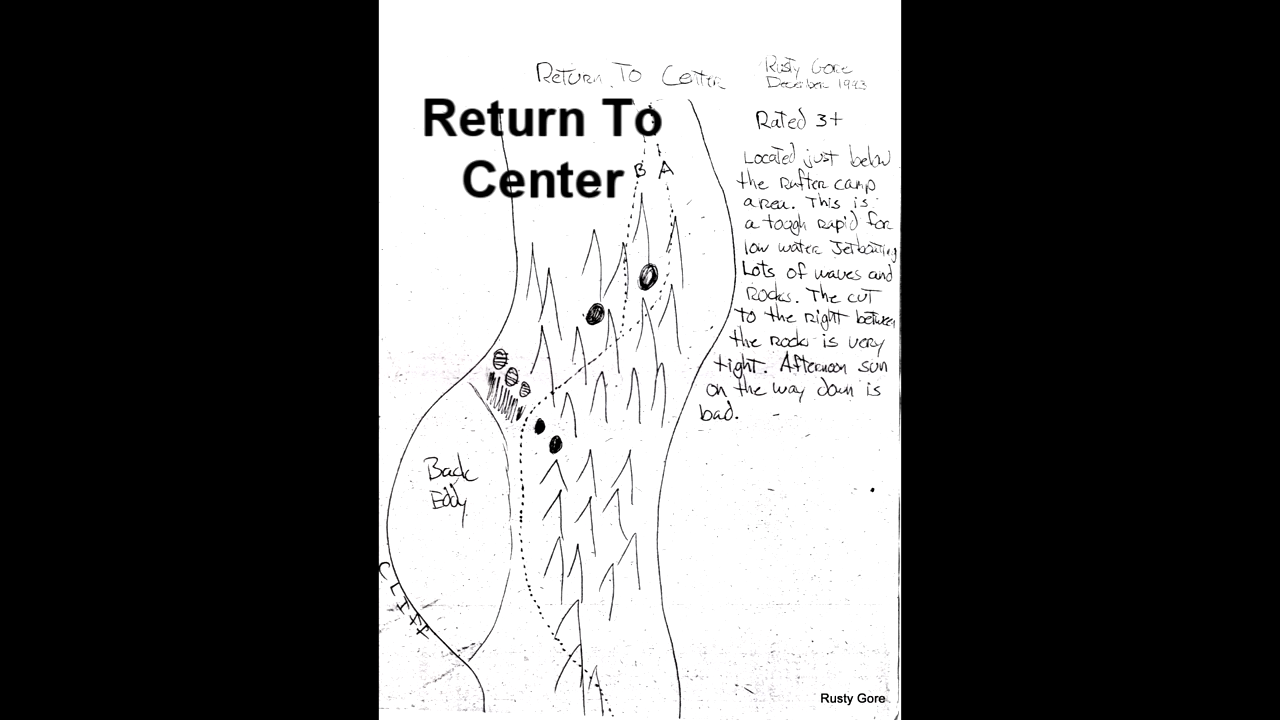 Return To Center
Rusty Gore
December 1993
Return To
Center
Rated 3+
B A
Located just below
the rafter camp
area. This is
a tough rapid for
low water Jetboating
Lots of waves and
Rocks. The cut
to the right between
the rocks is very
tight. Afternoon sun
on the way down is
bad.
Back
Eddy
CLIFF
Rusty Gore